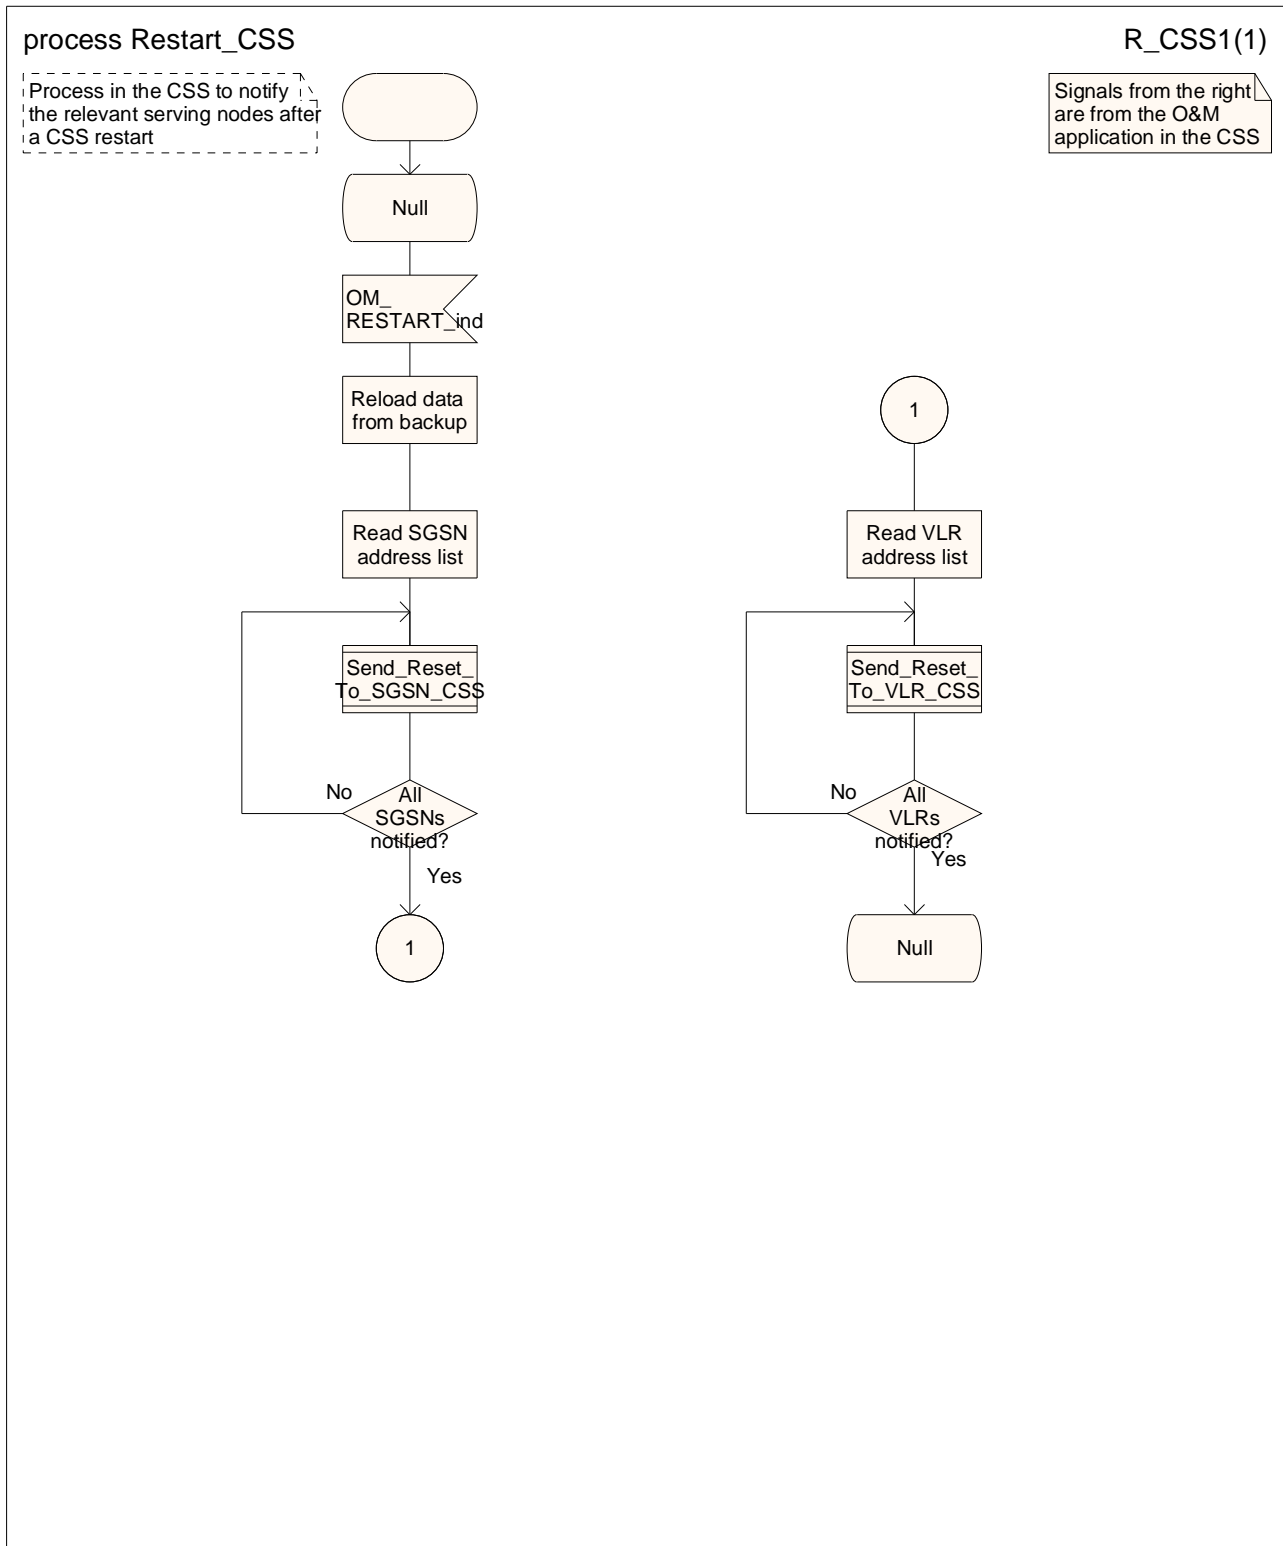 process Restart_CSS
R_CSS1(1)
Process in the CSS to notify
the relevant serving nodes after
a CSS restart
Signals from the right
are from the O&M
application in the CSS
Null
OM_
RESTART_ind
Reload data
from backup
Read SGSN
address list
Send_Reset_
To_SGSN_CSS
No
All
SGSNs
notified?
Yes
1
1
Read VLR
address list
Send_Reset_
To_VLR_CSS
No
All
VLRs
notified?
Yes
Null